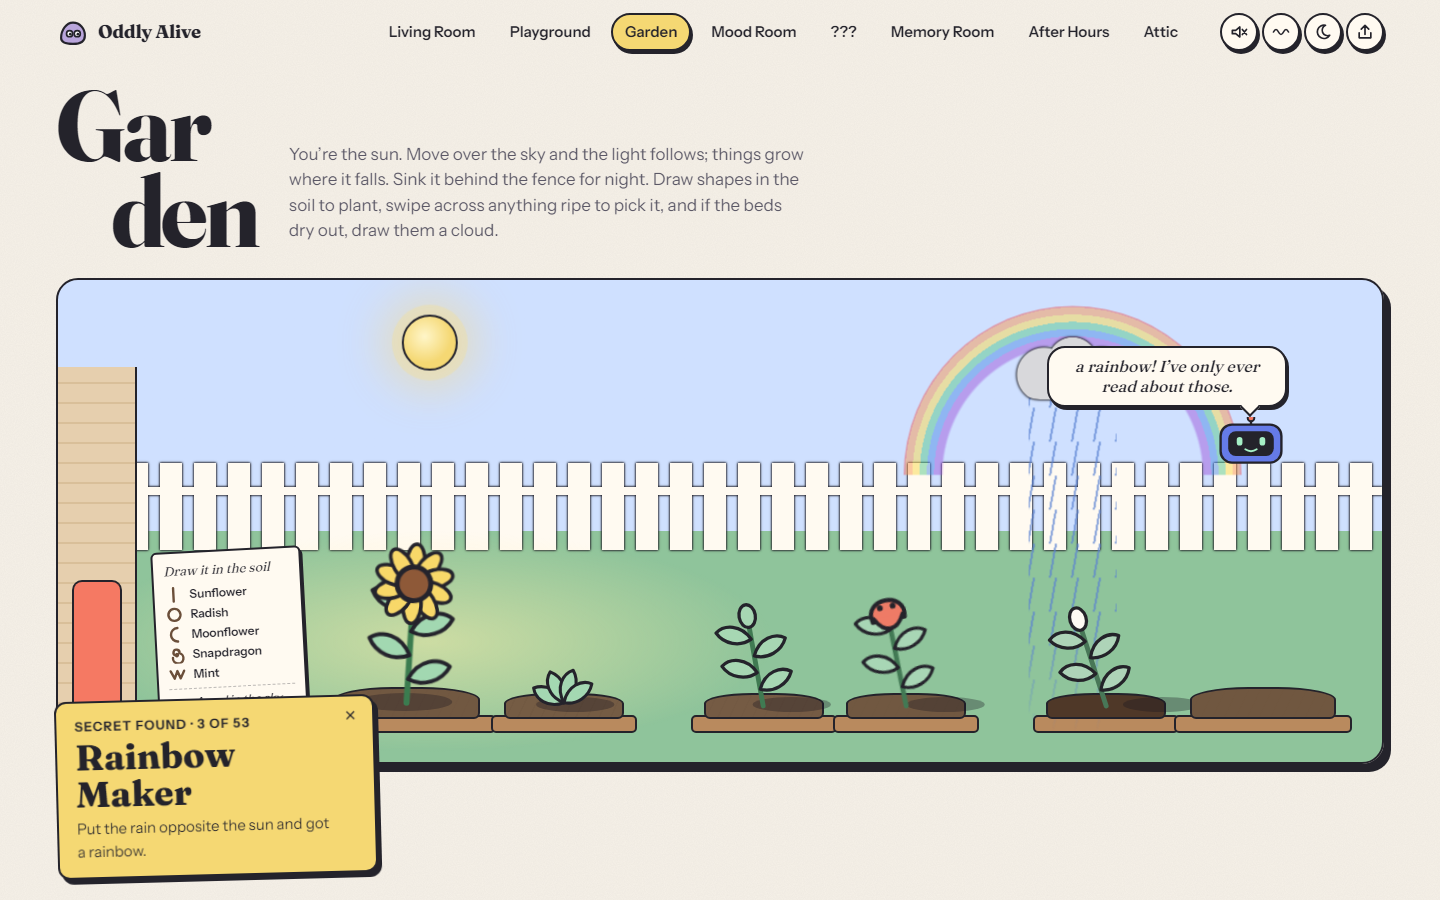 Oddly Alive
Living Room
Playground
Garden
Mood Room
???
Memory Room
After Hours
Attic
Gar
den
You’re the sun. Move over the sky and the light follows; things grow
where it falls. Sink it behind the fence for night. Draw shapes in the
soil to plant, swipe across anything ripe to pick it, and if the beds
dry out, draw them a cloud.
a rainbow! I’ve only ever
read about those.
Draw it in the soil
Sunflower
Radish
Moonflower
Snapdragon
Mint
SECRET FOUND · 3 OF 53
×
Rainbow
Maker
Put the rain opposite the sun and got
a rainbow.